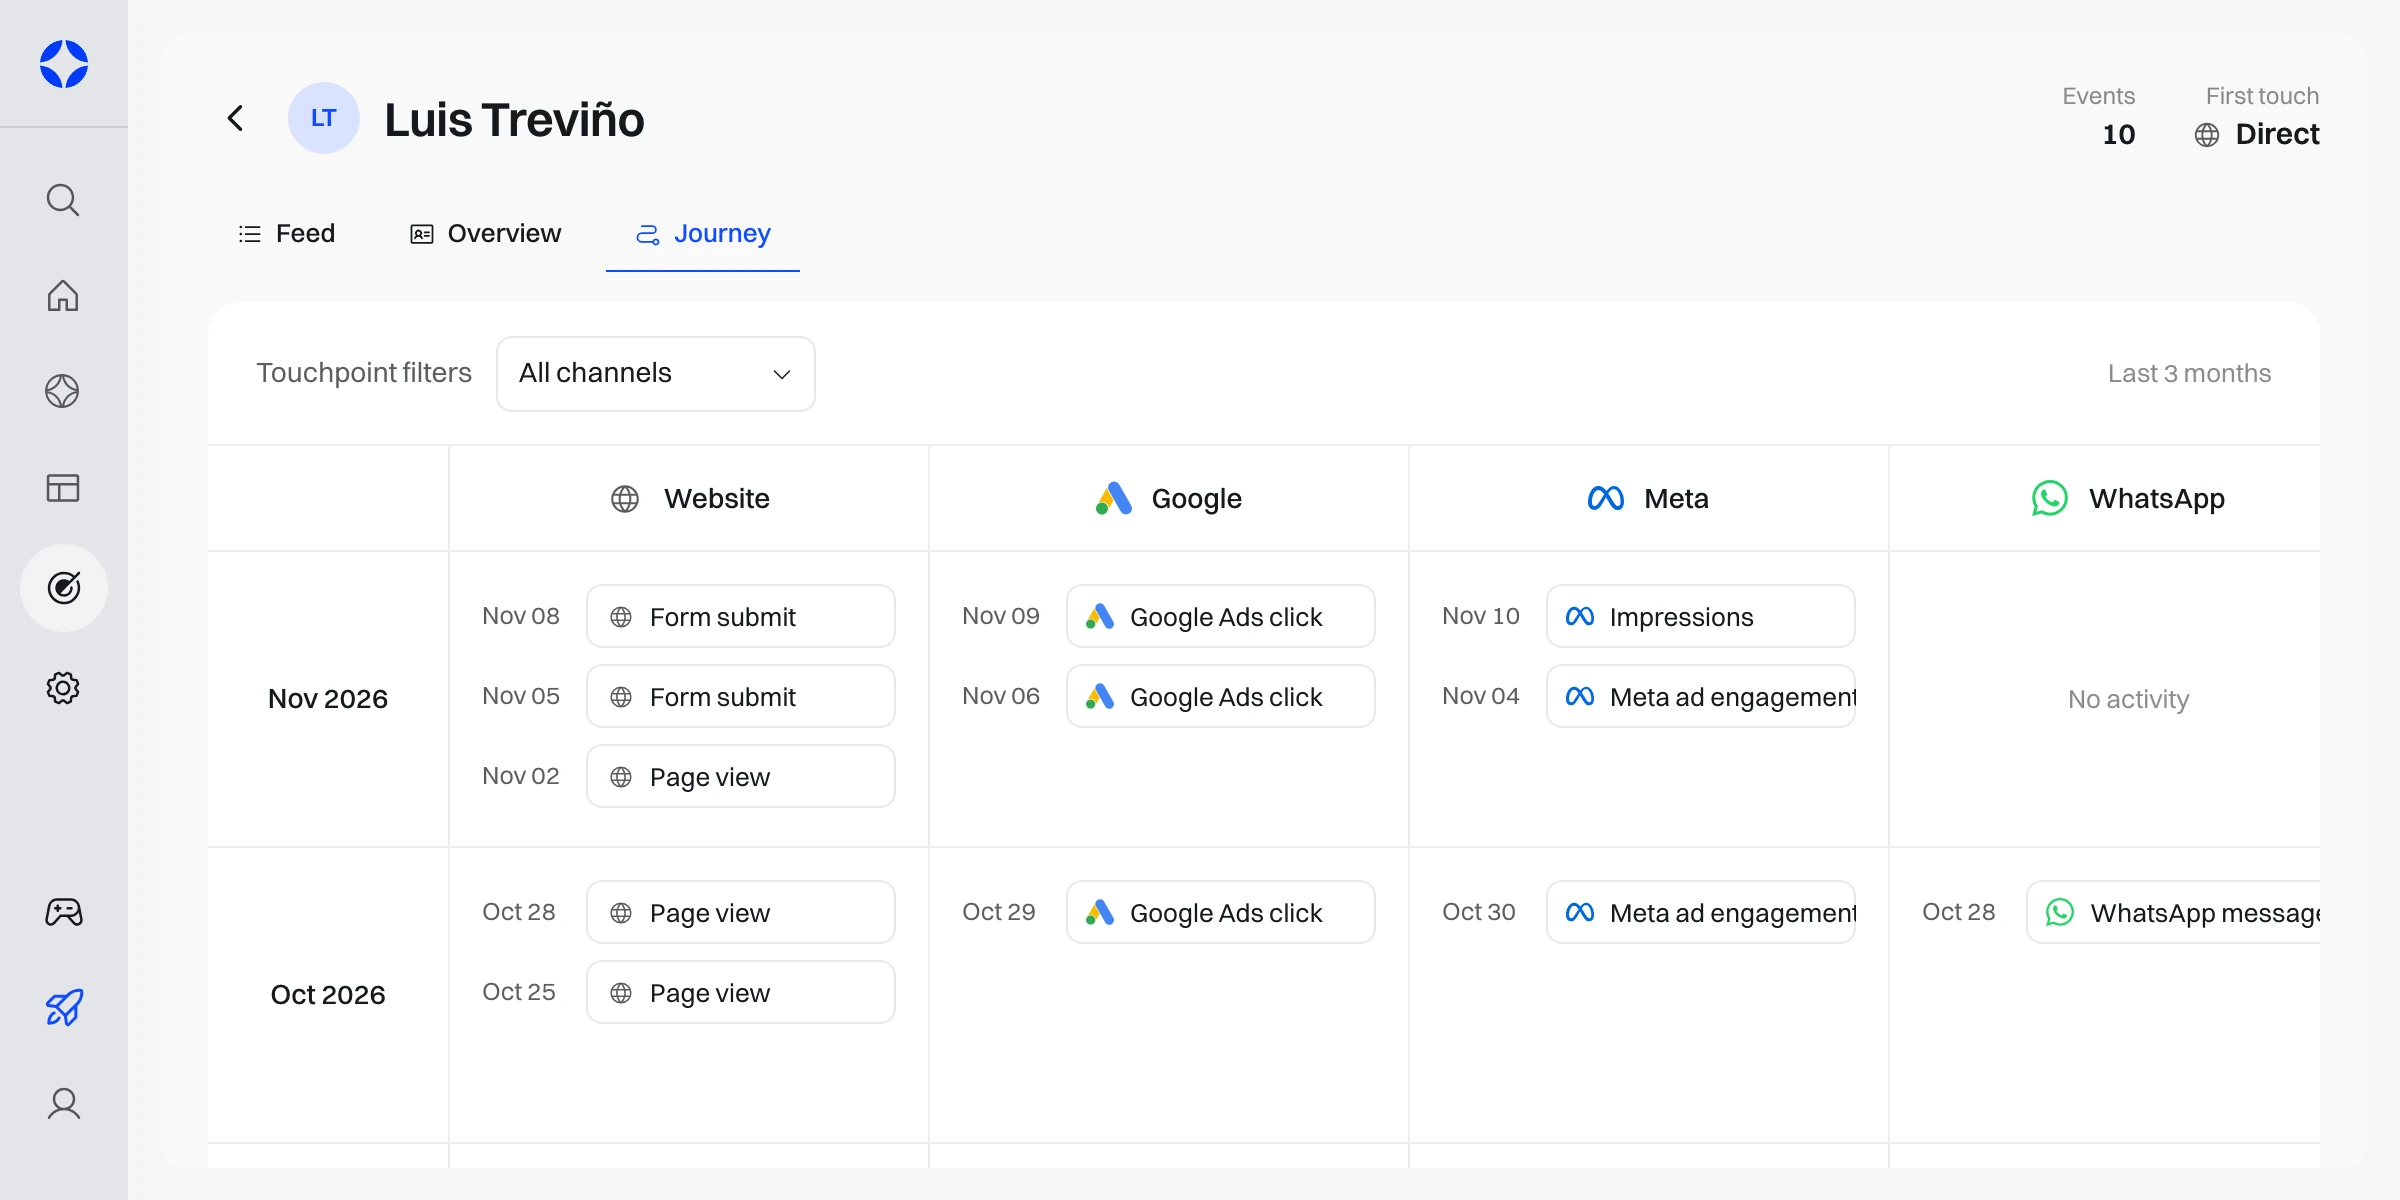 LT
Luis Treviño
Events
10
First touch
Direct
Feed
Overview
Journey
Touchpoint filters
All channels
Last 3 months
Website
Google
Meta
WhatsApp
Nov 2026
Nov 08
Form submit
Nov 05
Form submit
Nov 02
Page view
Nov 09
Google Ads click
Nov 06
Google Ads click
Nov 10
Impressions
Nov 04
Meta ad engagement
No activity
Oct 2026
Oct 28
Page view
Oct 25
Page view
Oct 29
Google Ads click
Oct 30
Meta ad engagement
Oct 28
WhatsApp message